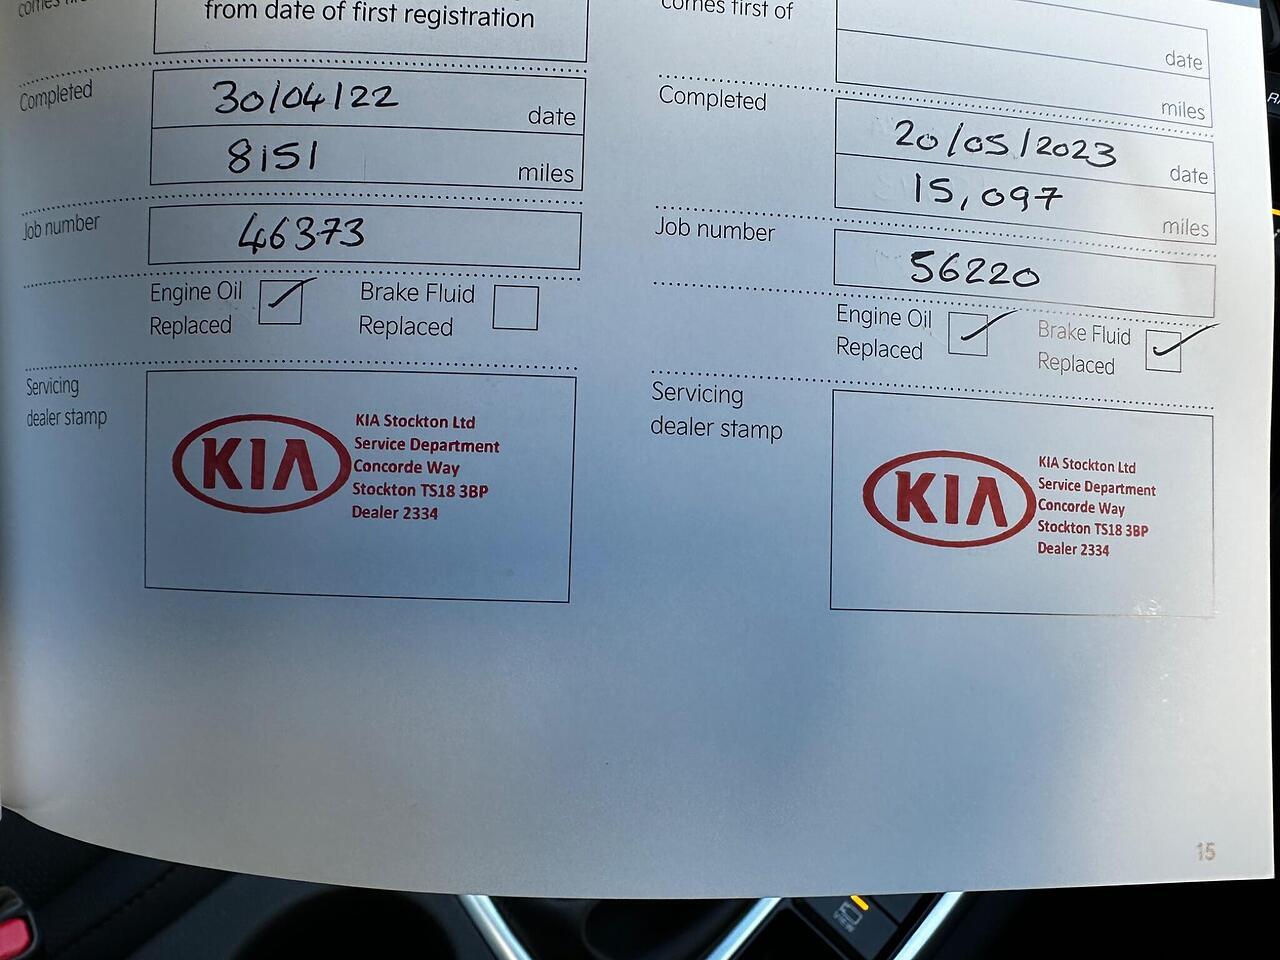 from date of first registration
Completed
30/04/22 date
8151 miles
Job number
46373
Engine Oil Replaced
Brake Fluid Replaced
Servicing dealer stamp
KIA
KIA Stockton Ltd
Service Department
Concorde Way
Stockton TS18 3BP
Dealer 2334
comes first of
date
miles
Completed
20/05/2023 date
15,097 miles
Job number
56220
Engine Oil Replaced
Brake Fluid Replaced
Servicing dealer stamp
KIA
KIA Stockton Ltd
Service Department
Concorde Way
Stockton TS18 3BP
Dealer 2334
15
VIEW